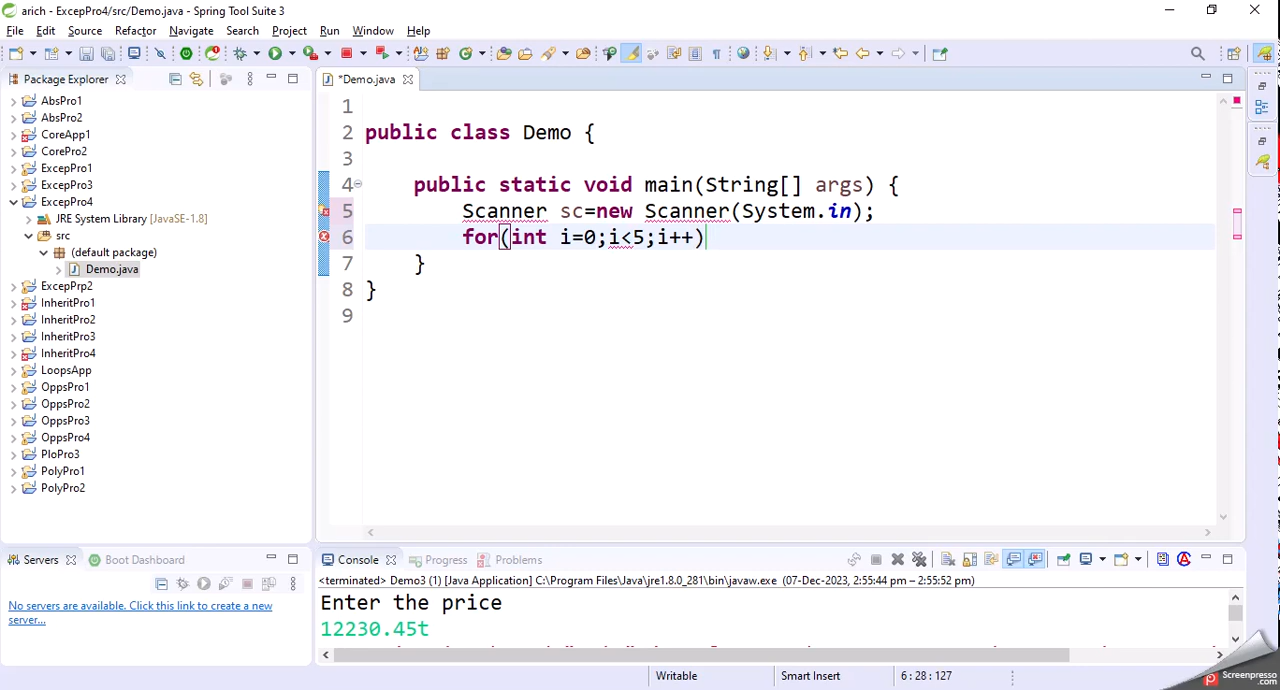 arich - ExcepPro4/src/Demo.java - Spring Tool Suite 3
File Edit Source Refactor Navigate Search Project Run Window Help
Package Explorer
AbsPro1
AbsPro2
CoreApp1
CorePro2
ExcepPro1
ExcepPro3
ExcepPro4
JRE System Library [JavaSE-1.8]
src
(default package)
Demo.java
ExcepPrp2
InheritPro1
InheritPro2
InheritPro3
InheritPro4
LoopsApp
OppsPro1
OppsPro2
OppsPro3
OppsPro4
PloPro3
PolyPro1
PolyPro2
*Demo.java
1
2 public class Demo {
3
4 public static void main(String[] args) {
5 Scanner sc=new Scanner(System.in);
6 for(int i=0;i<5;i++)
7 }
8 }
9
Servers Boot Dashboard
No servers are available. Click this link to create a new
server...
Console Progress Problems
<terminated> Demo3 (1) [Java Application] C:\Program Files\Java\jre1.8.0_281\bin\javaw.exe (07-Dec-2023, 2:55:44 pm – 2:55:52 pm)
Enter the price
12230.45t
Writable Smart Insert 6 : 28 : 127
Screenpresso
.com